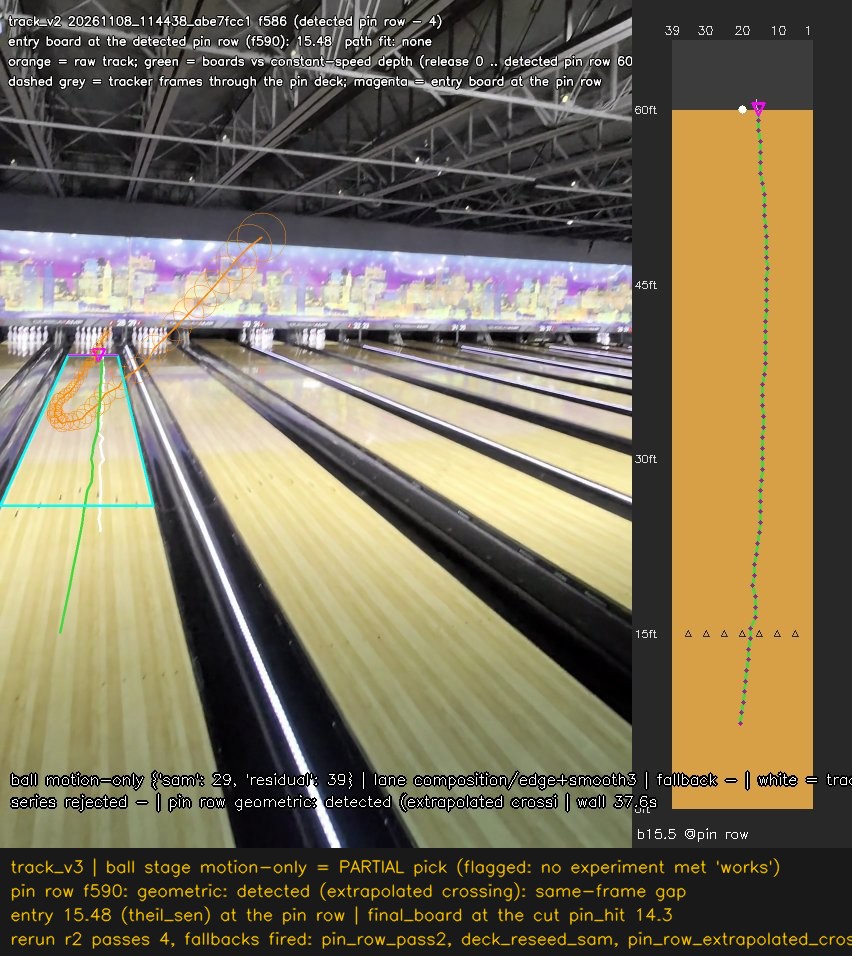 track_v2 20261108_114438_abe7fcc1 f586 (detected pin row - 4)
entry board at the detected pin row (f590): 15.48  path fit: none
orange = raw track; green = boards vs constant-speed depth (release 0 .. detected pin row 60
dashed grey = tracker frames through the pin deck; magenta = entry board at the pin row
39 30 20 10 1
60ft
45ft
30ft
15ft
0ft
ball motion-only {'sam': 29, 'residual': 39} | lane composition/edge+smooth3 | fallback - | white = trac
series rejected - | pin row geometric: detected (extrapolated crossi | wall 37.6s
b15.5 @pin row
track_v3 | ball stage motion-only = PARTIAL pick (flagged: no experiment met 'works')
pin row f590: geometric: detected (extrapolated crossing): same-frame gap
entry 15.48 (theil_sen) at the pin row | final_board at the cut pin_hit 14.3
rerun r2 passes 4, fallbacks fired: pin_row_pass2, deck_reseed_sam, pin_row_extrapolated_cros